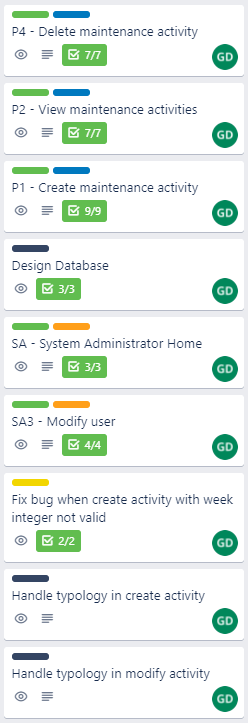 P4 - Delete maintenance activity
7/7
GD
P2 - View maintenance activities
7/7
GD
P1 - Create maintenance activity
9/9
GD
Design Database
3/3
GD
SA - System Administrator Home
3/3
GD
SA3 - Modify user
4/4
GD
Fix bug when create activity with week
integer not valid
2/2
GD
Handle typology in create activity
GD
Handle typology in modify activity
GD